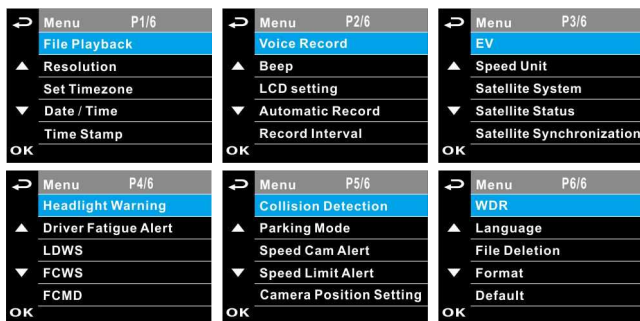 Menu P1/6
File Playback
Resolution
Set Timezone
Date / Time
Time Stamp
OK
Menu P2/6
Voice Record
Beep
LCD setting
Automatic Record
Record Interval
OK
Menu P3/6
EV
Speed Unit
Satellite System
Satellite Status
Satellite Synchronization
OK
Menu P4/6
Headlight Warning
Driver Fatigue Alert
LDWS
FCWS
FCMD
OK
Menu P5/6
Collision Detection
Parking Mode
Speed Cam Alert
Speed Limit Alert
Camera Position Setting
OK
Menu P6/6
WDR
Language
File Deletion
Format
Default
OK